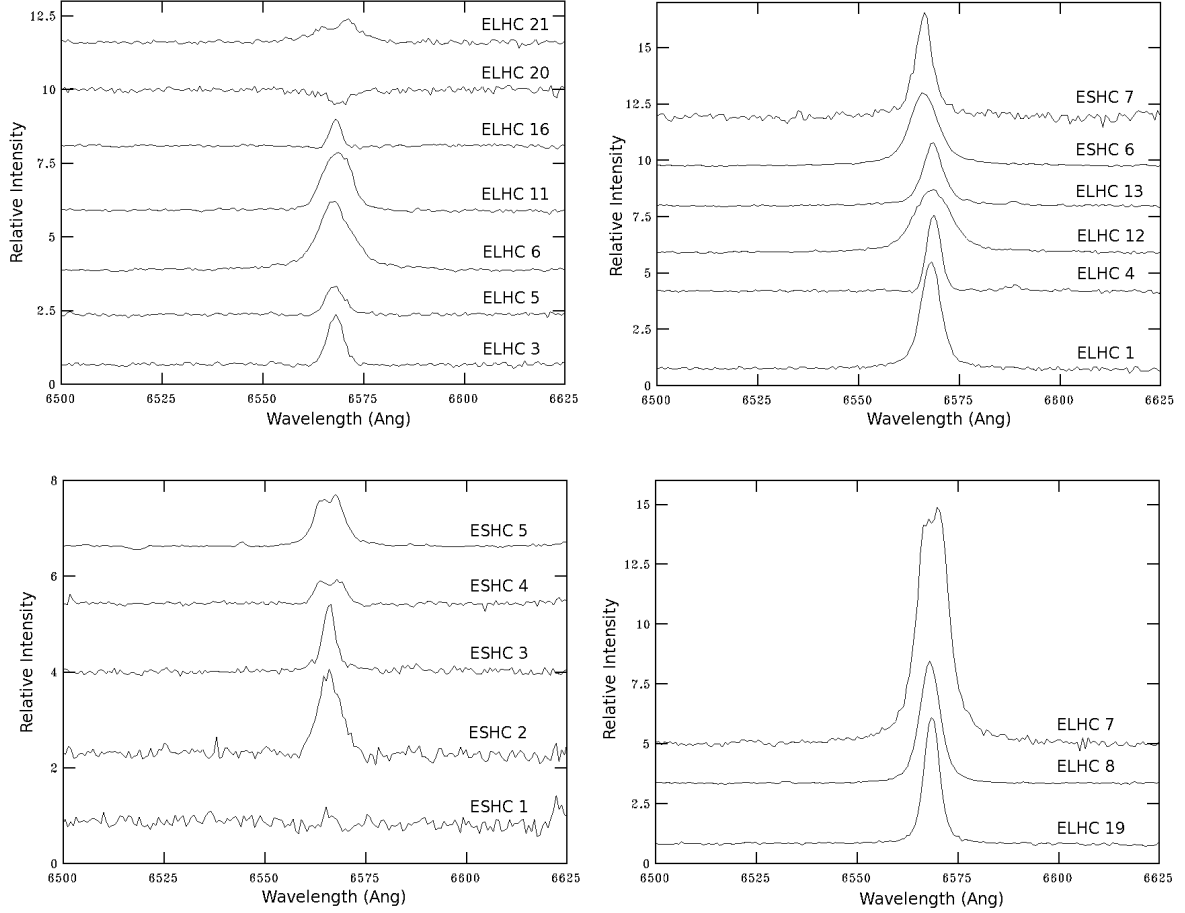 12.5
10
7.5
5
2.5
0
Relative Intensity
ELHC 21
ELHC 20
ELHC 16
ELHC 11
ELHC 6
ELHC 5
ELHC 3
6500
6525
6550
6575
6600
6625
Wavelength (Ang)
15
12.5
10
7.5
5
2.5
0
Relative Intensity
ESHC 7
ESHC 6
ELHC 13
ELHC 12
ELHC 4
ELHC 1
6500
6525
6550
6575
6600
6625
Wavelength (Ang)
8
6
4
2
0
Relative Intensity
ESHC 5
ESHC 4
ESHC 3
ESHC 2
ESHC 1
6500
6525
6550
6575
6600
6625
Wavelength (Ang)
15
12.5
10
7.5
5
2.5
0
Relative Intensity
ELHC 7
ELHC 8
ELHC 19
6500
6525
6550
6575
6600
6625
Wavelength (Ang)